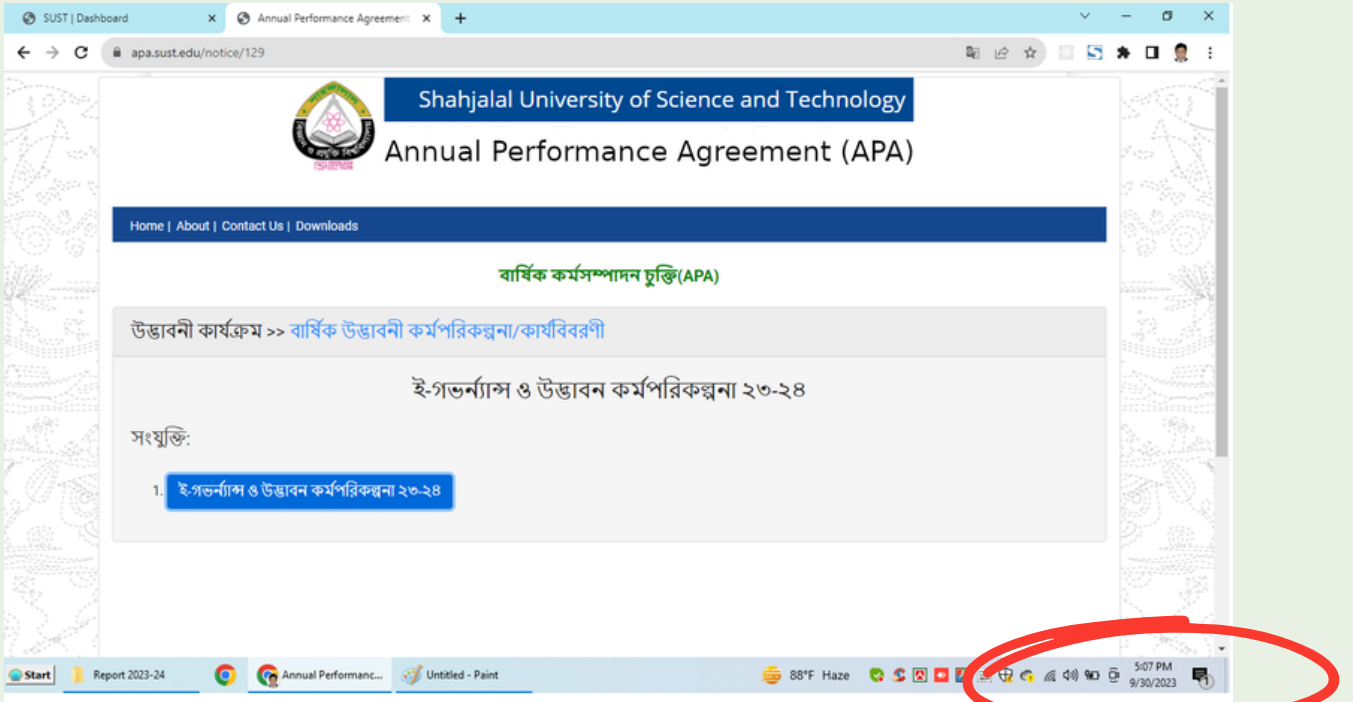 SUST | Dashboard
Annual Performance Agreement
apa.sust.edu/notice/129
Shahjalal University of Science and Technology
Annual Performance Agreement (APA)
Home | About | Contact Us | Downloads
বার্ষিক কর্মসম্পাদন চুক্তি(APA)
উদ্ভাবনী কার্যক্রম >> বার্ষিক উদ্ভাবনী কর্মপরিকল্পনা/কার্যবিবরণী
ই-গভর্ন্যান্স ও উদ্ভাবন কর্মপরিকল্পনা ২৩-২৪
সংযুক্তি:
1. ই-গভর্ন্যান্স ও উদ্ভাবন কর্মপরিকল্পনা ২৩-২৪
Start Report 2023-24 Annual Performanc... Untitled - Paint 88°F Haze 5:07 PM
9/30/2023 1